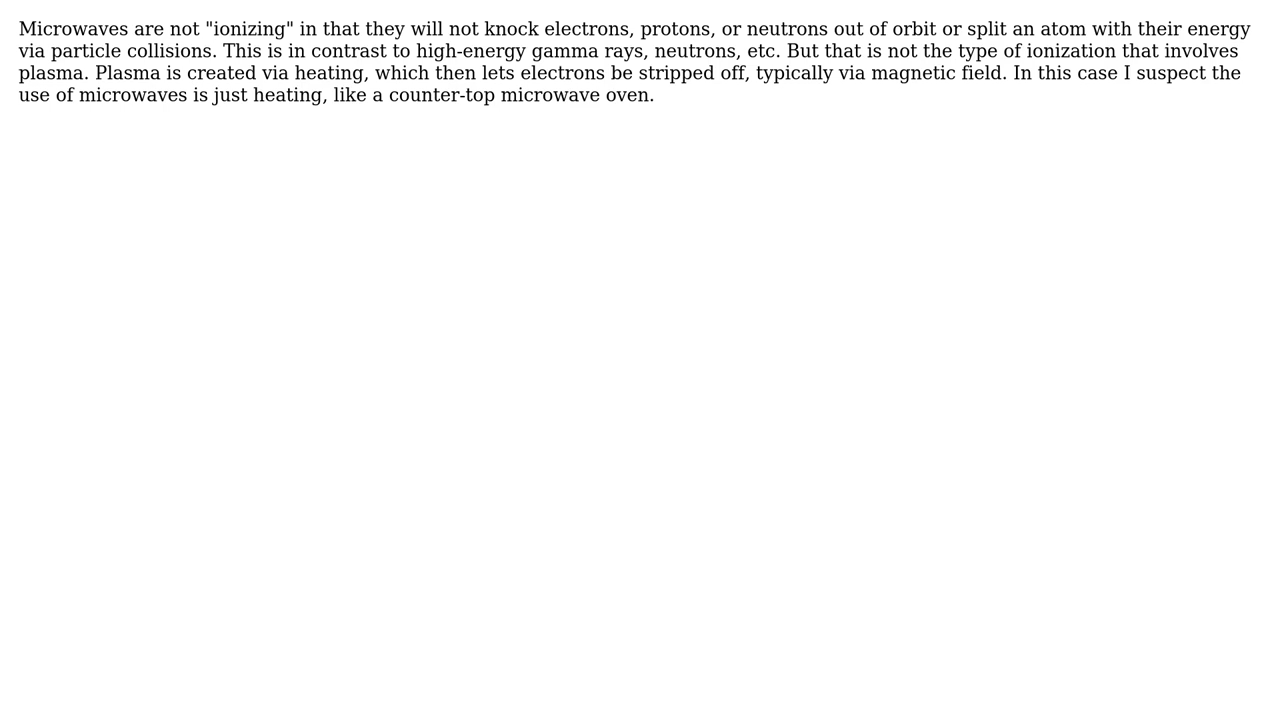 Microwaves are not "ionizing" in that they will not knock electrons, protons, or neutrons out of orbit or split an atom with their energy
via particle collisions. This is in contrast to high-energy gamma rays, neutrons, etc. But that is not the type of ionization that involves
plasma. Plasma is created via heating, which then lets electrons be stripped off, typically via magnetic field. In this case I suspect the
use of microwaves is just heating, like a counter-top microwave oven.